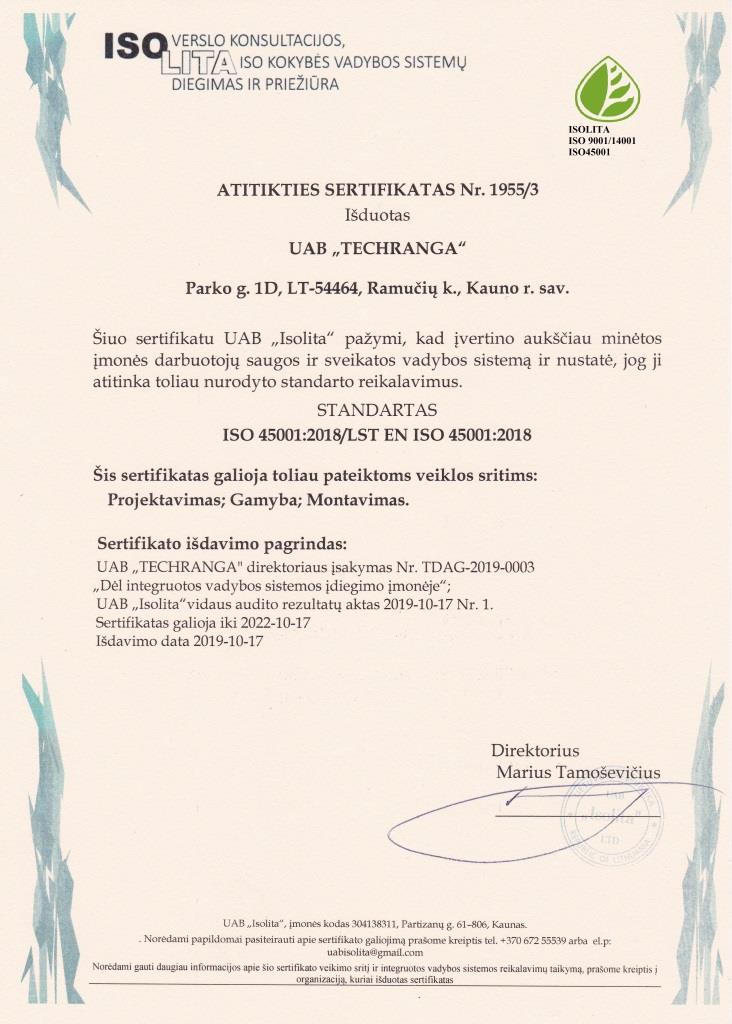 ISO VERSLO KONSULTACIJOS,
LITA ISO KOKYBĖS VADYBOS SISTEMŲ
DIEGIMAS IR PRIEŽIŪRA
ISOLITA
ISO 9001/14001
ISO45001
ATITIKTIES SERTIFIKATAS Nr. 1955/3
Išduotas
UAB „TECHRANGA“
Parko g. 1D, LT-54464, Ramučių k., Kauno r. sav.
Šiuo sertifikatu UAB „Isolita“ pažymi, kad įvertino aukščiau minėtos
įmonės darbuotojų saugos ir sveikatos vadybos sistemą ir nustatė, jog ji
atitinka toliau nurodyto standarto reikalavimus.
STANDARTAS
ISO 45001:2018/LST EN ISO 45001:2018
Šis sertifikatas galioja toliau pateiktoms veiklos sritims:
Projektavimas; Gamyba; Montavimas.
Sertifikato išdavimo pagrindas:
UAB „TECHRANGA" direktoriaus įsakymas Nr. TDAG-2019-0003
„Dėl integruotos vadybos sistemos įdiegimo įmonėje“;
UAB „Isolita“vidaus audito rezultatų aktas 2019-10-17 Nr. 1.
Sertifikatas galioja iki 2022-10-17
Išdavimo data 2019-10-17
Direktorius
Marius Tamoševičius
UAB
„Isolita"
LTD
UAB „Isolita“, įmonės kodas 304138311, Partizanų g. 61–806, Kaunas.
. Norėdami papildomai pasiteirauti apie sertifikato galiojimą prašome kreiptis tel. +370 672 55539 arba el.p:
uabisolita@gmail.com
Norėdami gauti daugiau informacijos apie šio sertifikato veikimo sritį ir integruotos vadybos sistemos reikalavimų taikymą, prašome kreiptis į
organizaciją, kuriai išduotas sertifikatas